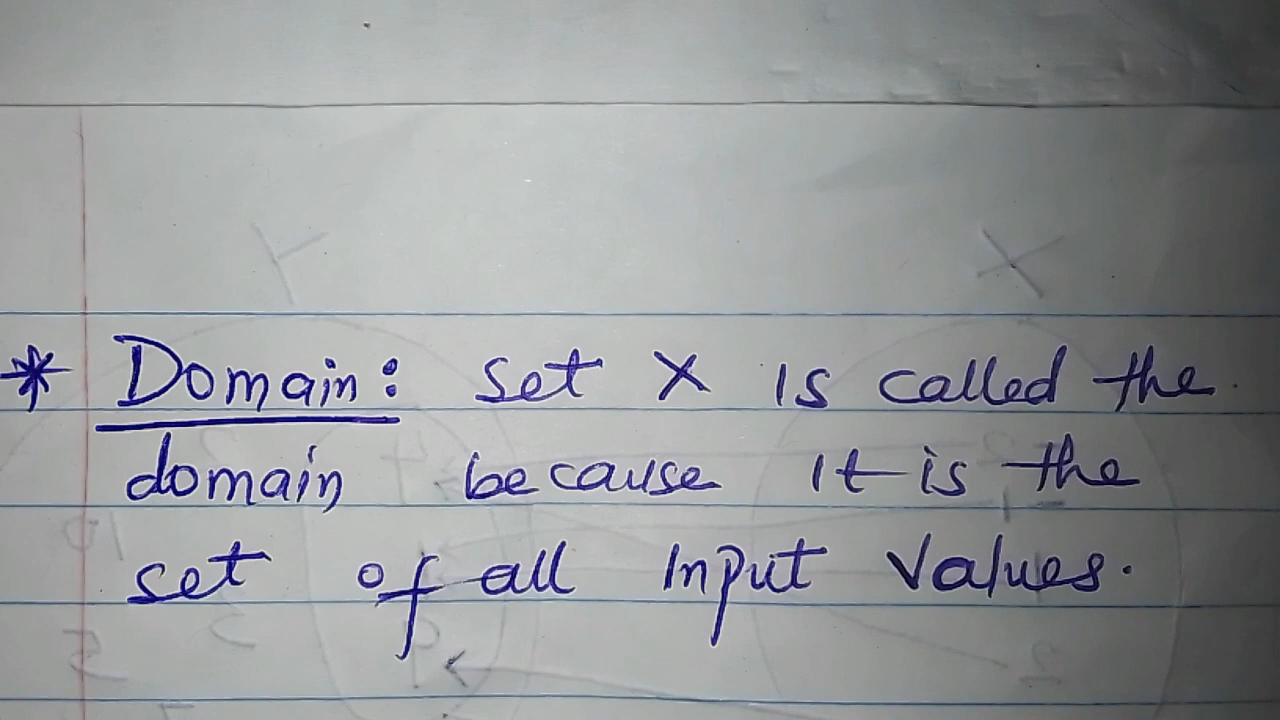 * Domain: set X is called the
domain because It is the
set of all Input Values.